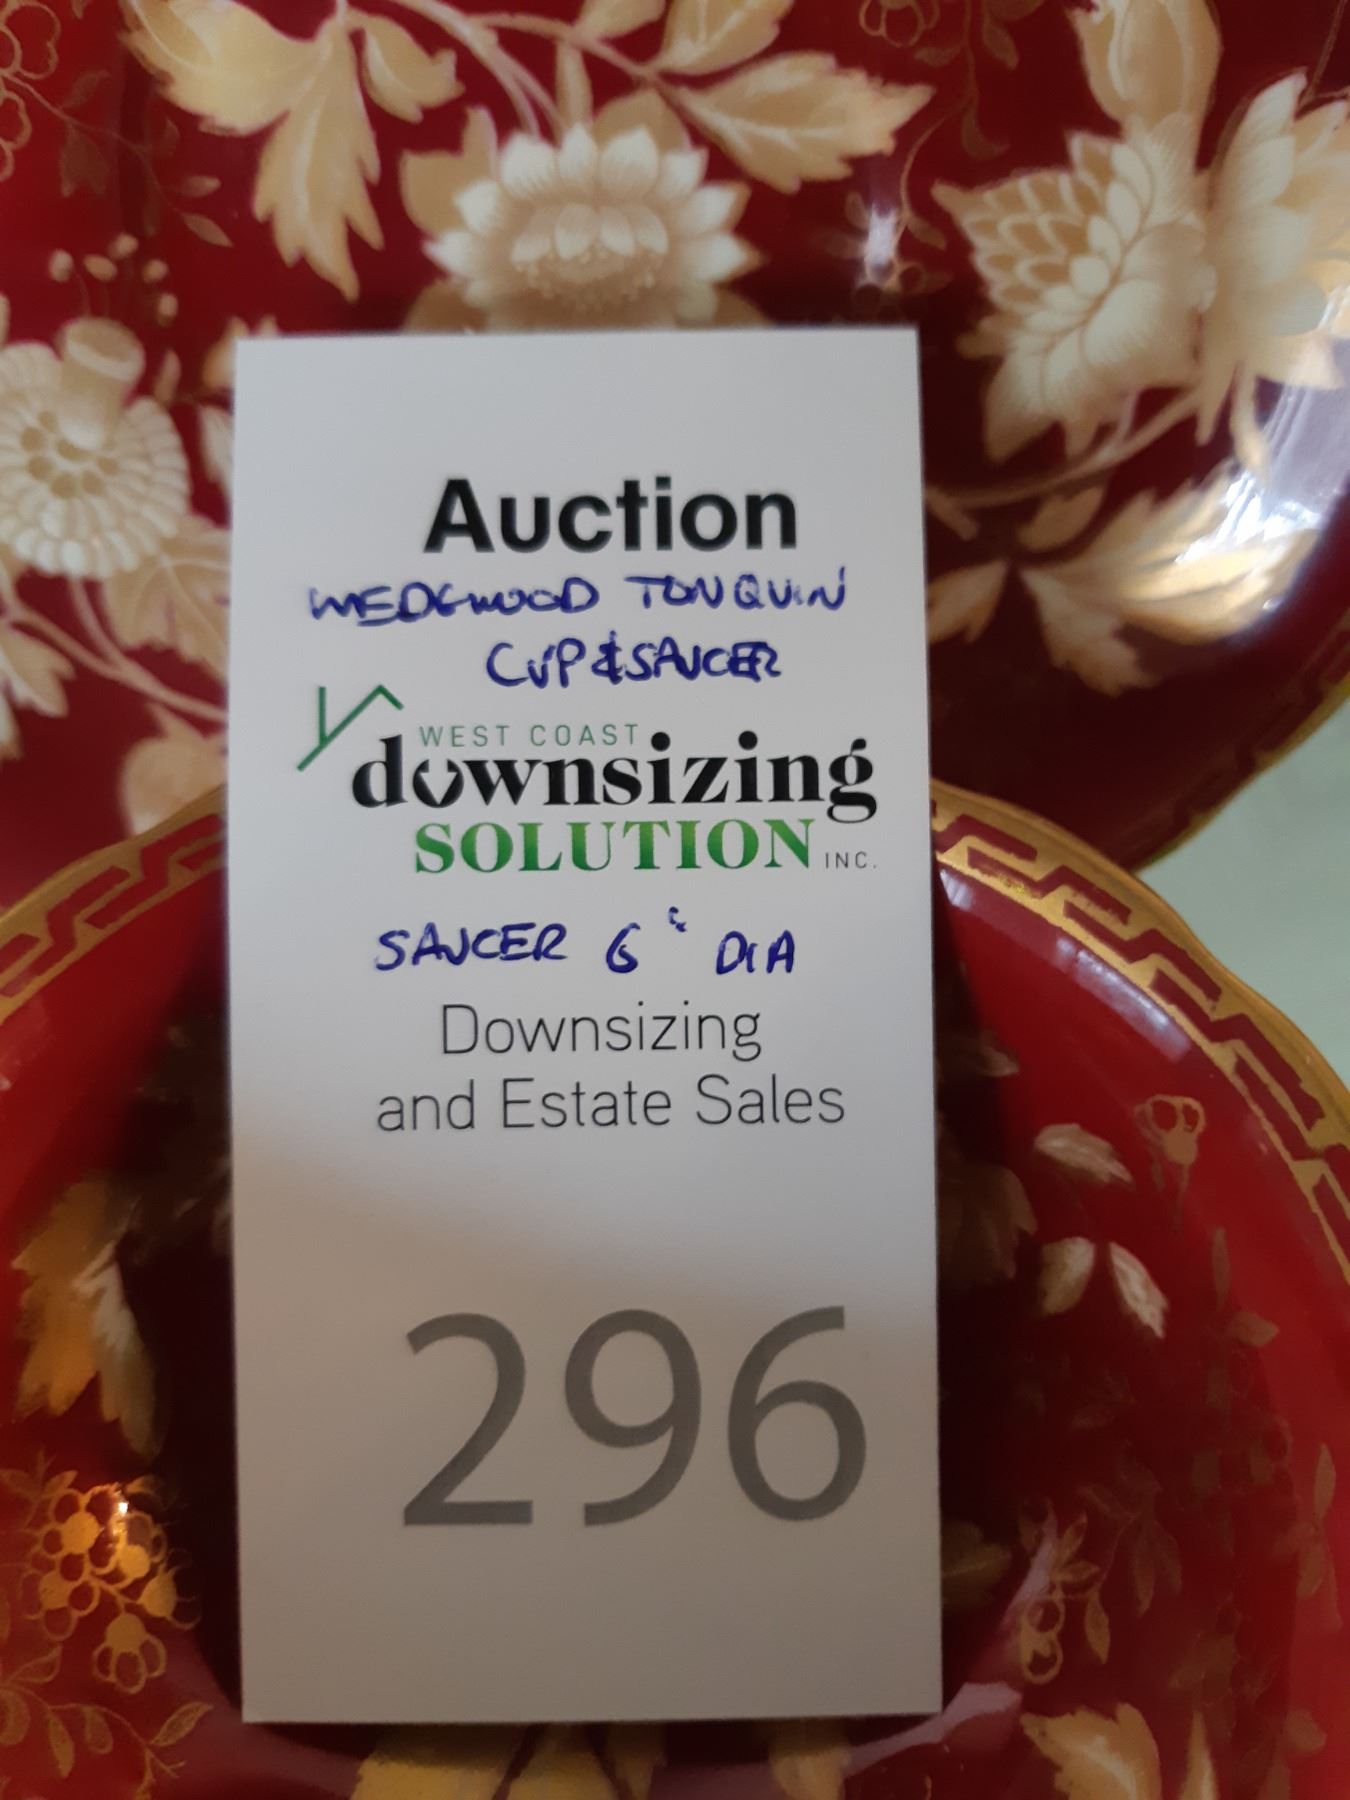 Auction
WEDGWOOD TONQUIN
CUP & SAUCER
WEST COAST
downsizing
SOLUTION INC.
SAUCER 6" DIA
Downsizing
and Estate Sales
296